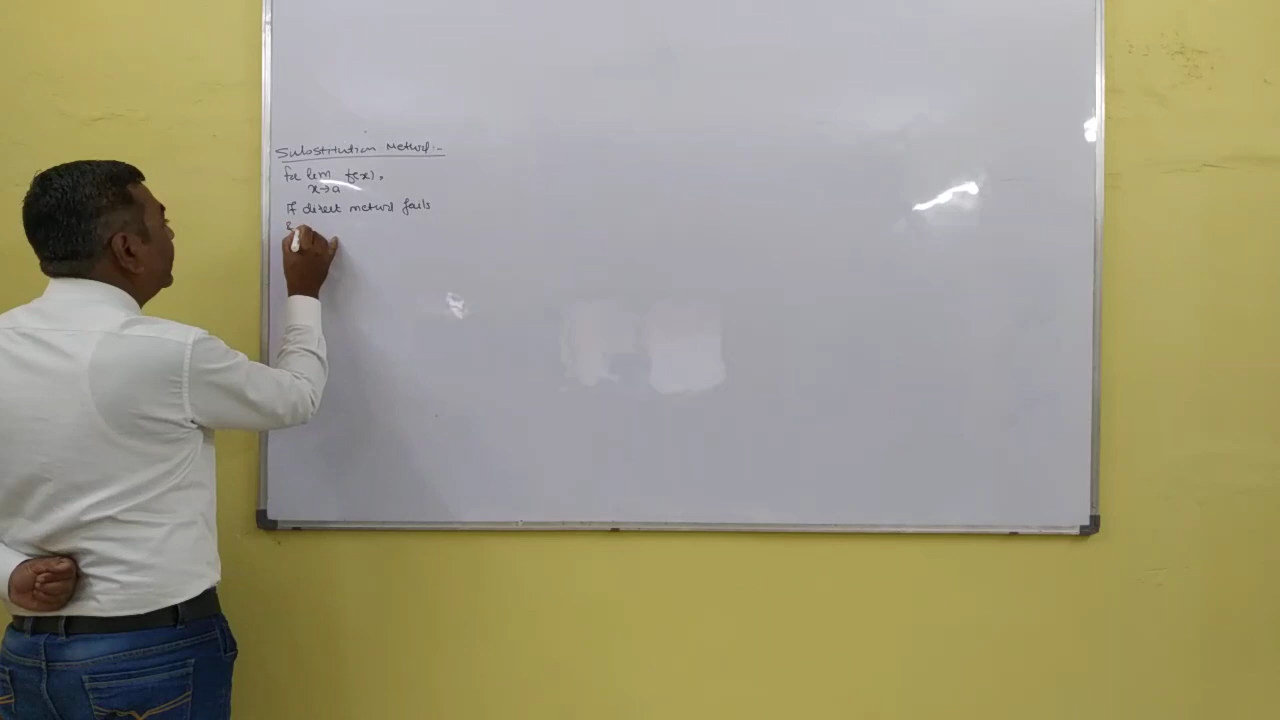 Substitution Method:-
for lim f(x),
x→a
If direct method fails
&